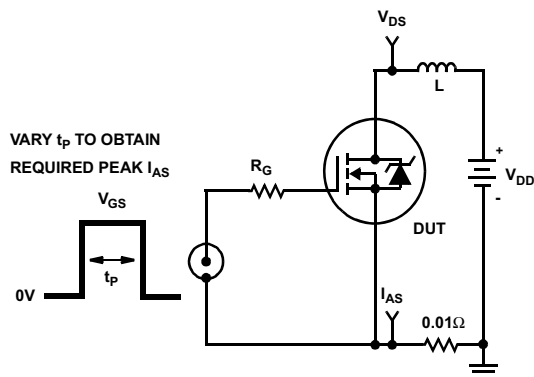 V_DS
L
VARY t_P TO OBTAIN
REQUIRED PEAK I_AS
R_G
+
V_DD
-
V_GS
DUT
t_P
0V
I_AS
0.01Ω